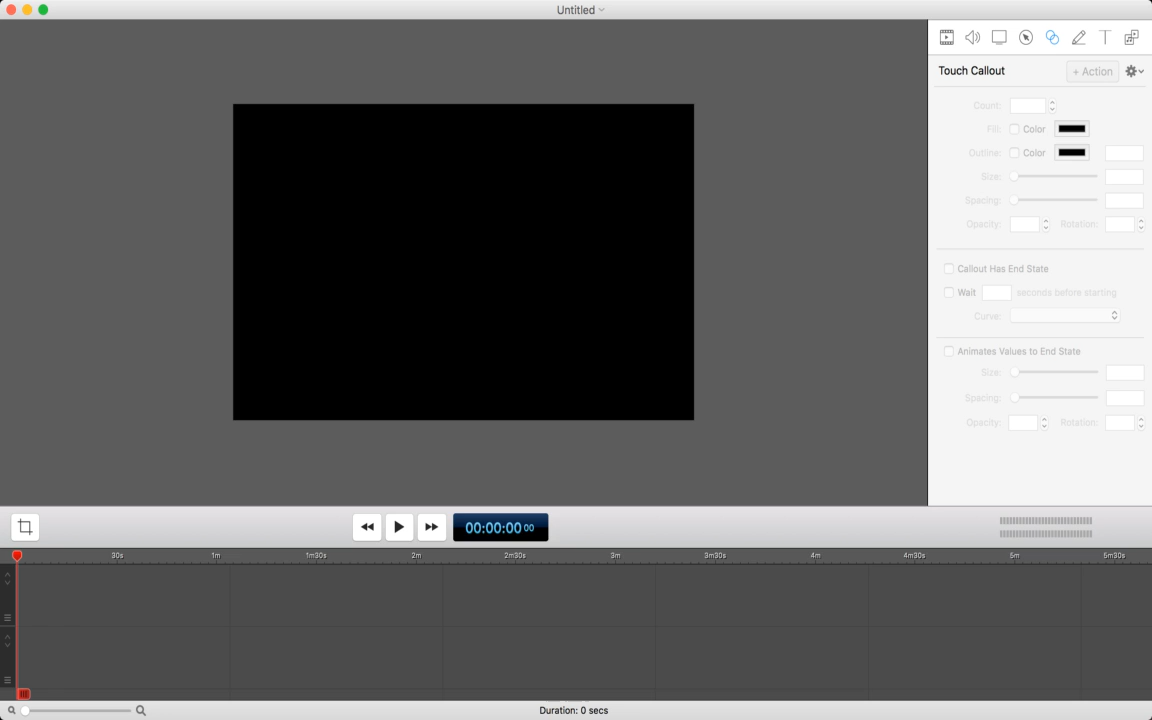 Untitled
Touch Callout
+ Action
Count:
Fill: Color
Outline: Color
Size:
Spacing:
Opacity: Rotation:
Callout Has End State
Wait seconds before starting
Curve:
Animates Values to End State
Size:
Spacing:
Opacity: Rotation:
00:00:00 00
30s 1m 1m30s 2m 2m30s 3m 3m30s 4m 4m30s 5m 5m30s
Duration: 0 secs